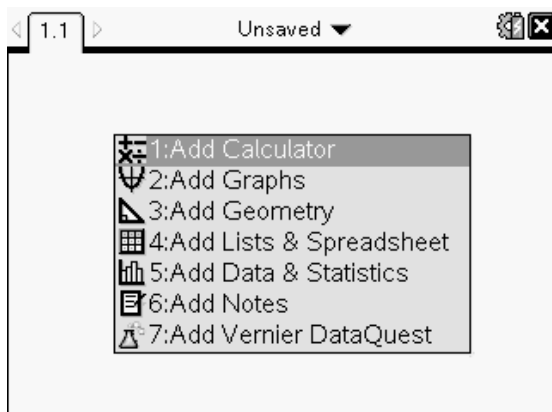 1.1
Unsaved
1:Add Calculator
2:Add Graphs
3:Add Geometry
4:Add Lists & Spreadsheet
5:Add Data & Statistics
6:Add Notes
7:Add Vernier DataQuest